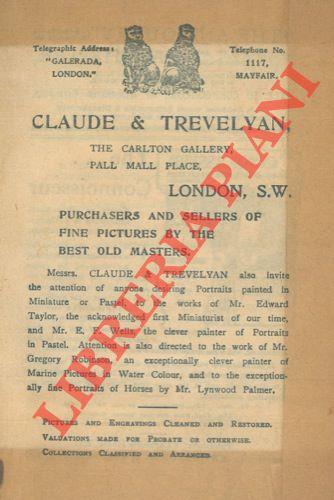 Telegraphic Address:
"GALERADA,
LONDON."
Telephone No.
1117,
MAYFAIR.
CLAUDE & TREVELYAN,
THE CARLTON GALLERY,
PALL MALL PLACE,
LONDON, S.W.
PURCHASERS AND SELLERS OF
FINE PICTURES BY THE
BEST OLD MASTERS.
Messrs. CLAUDE & TREVELYAN also invite
the attention of anyone desiring Portraits painted in
Miniature or Pastel to the works of Mr. Edward
Taylor, the acknowledged first Miniaturist of our time,
and Mr. E. Wells, the clever painter of Portraits
in Pastel. Attention is also directed to the work of Mr.
Gregory Robinson, an exceptionally clever painter of
Marine Pictures in Water Colour, and to the exception-
ally fine Portraits of Horses by Mr. Lynwood Palmer.
PICTURES AND ENGRAVINGS CLEANED AND RESTORED.
VALUATIONS MADE FOR PROBATE OR OTHERWISE.
COLLECTIONS CLASSIFIED AND ARRANGED.
LIBRERIA PIANI